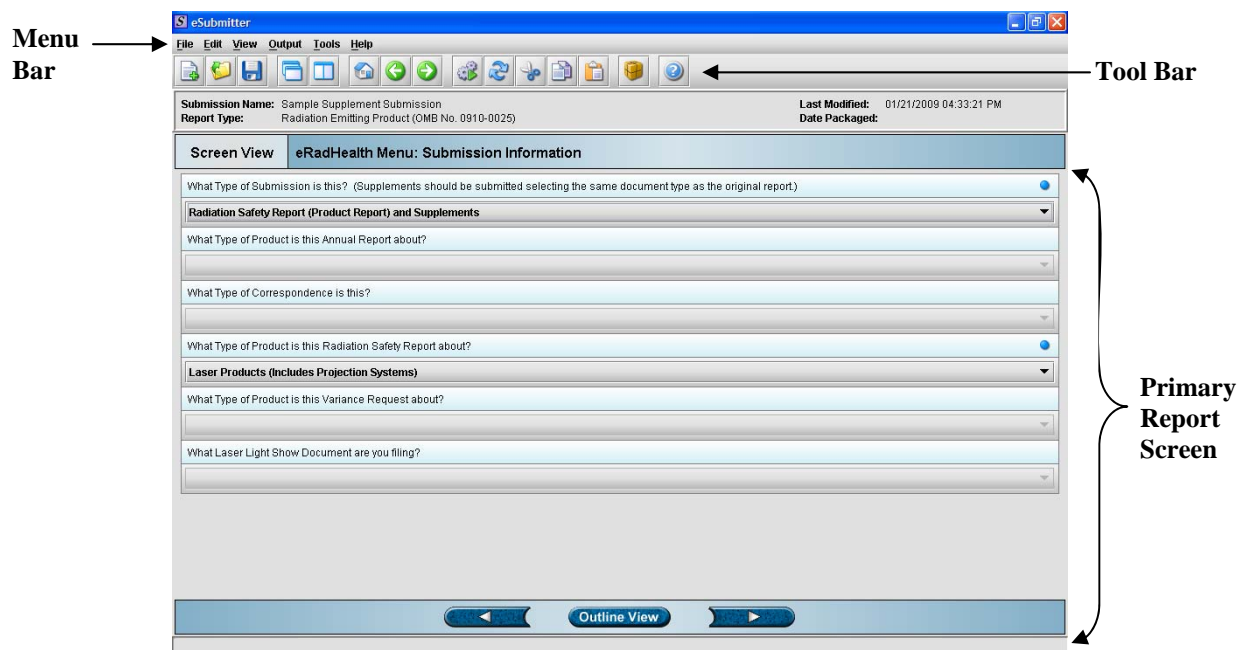 eSubmitter
Menu Bar
File Edit View Output Tools Help
Tool Bar
Submission Name: Sample Supplement Submission Last Modified: 01/21/2009 04:33:21 PM
Report Type: Radiation Emitting Product (OMB No. 0910-0025) Date Packaged:
Screen View eRadHealth Menu: Submission Information
What Type of Submission is this? (Supplements should be submitted selecting the same document type as the original report.)
Radiation Safety Report (Product Report) and Supplements
What Type of Product is this Annual Report about?
What Type of Correspondence is this?
What Type of Product is this Radiation Safety Report about?
Laser Products (Includes Projection Systems)
What Type of Product is this Variance Request about?
What Laser Light Show Document are you filing?
Primary
Report
Screen
Outline View